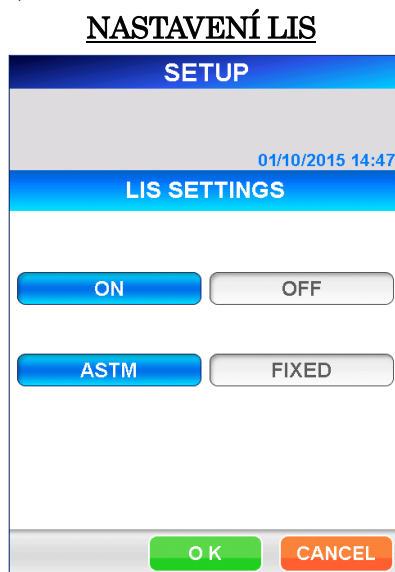 NASTAVENÍ LIS
SETUP
01/10/2015 14:47
LIS SETTINGS
ON OFF
ASTM FIXED
O K CANCEL